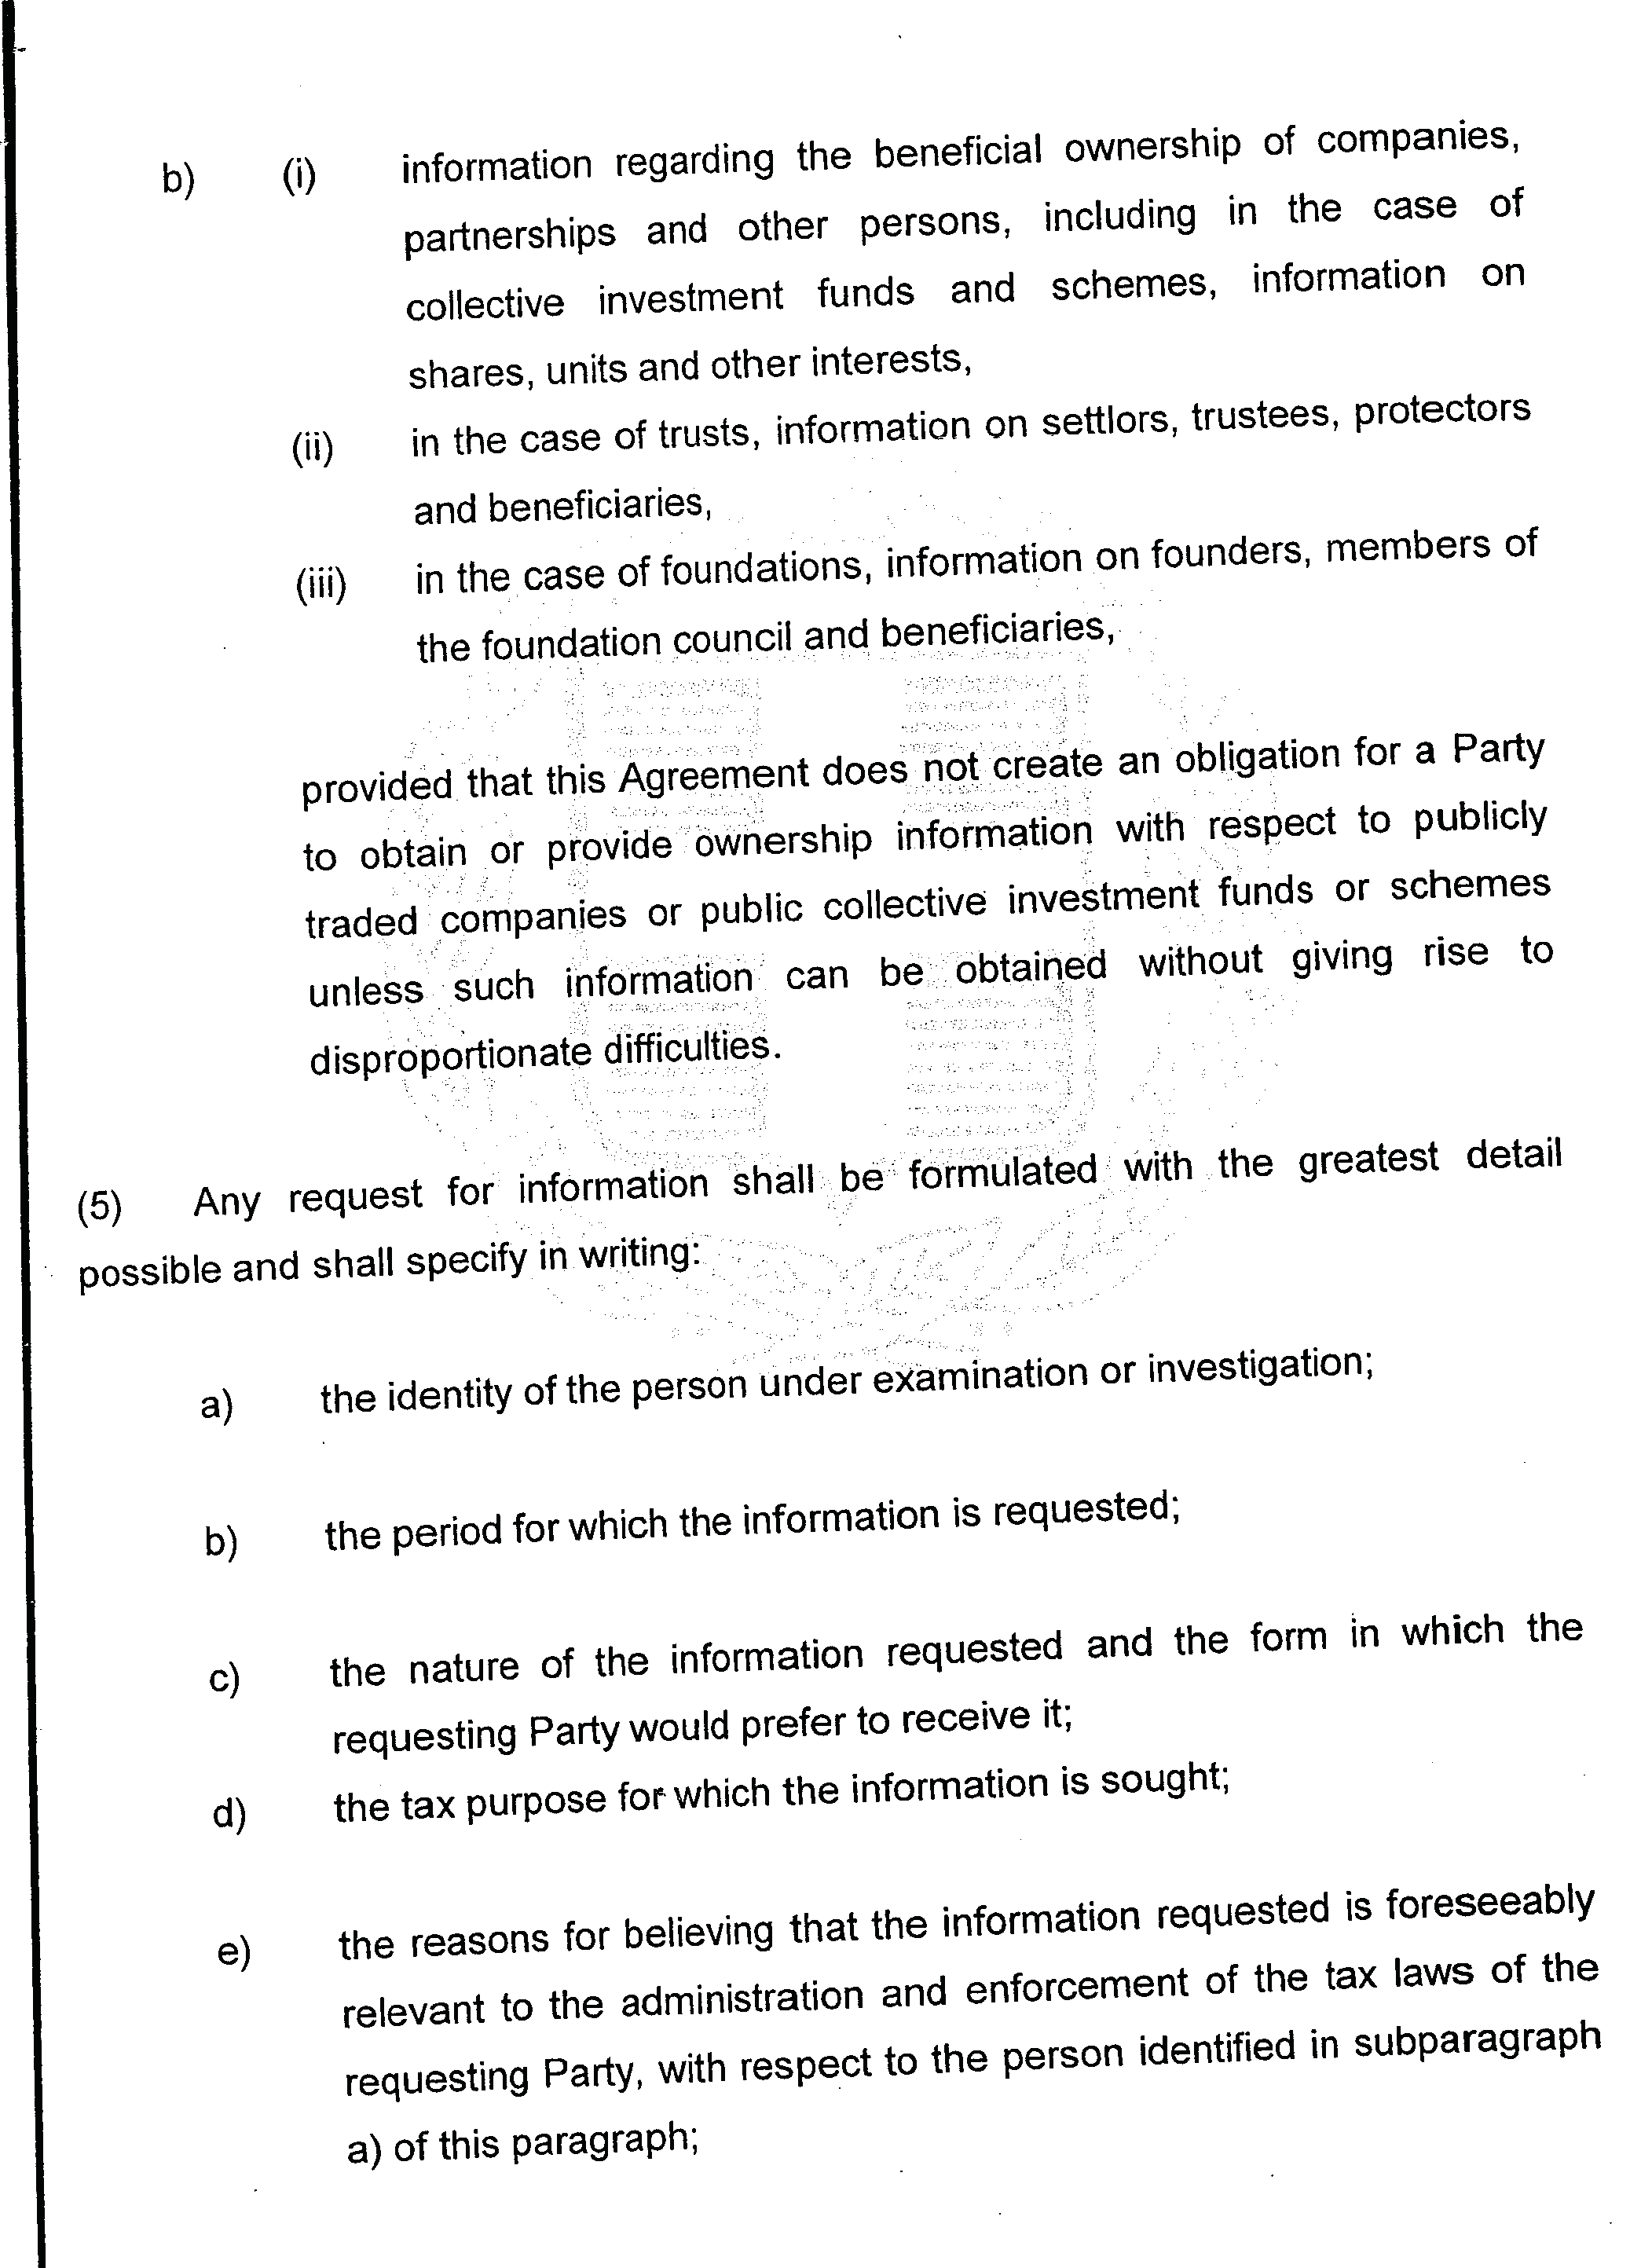 b) (i) information regarding the beneficial ownership of companies,
partnerships and other persons, including in the case of
collective investment funds and schemes, information on
shares, units and other interests,
(ii) in the case of trusts, information on settlors, trustees, protectors
and beneficiaries,
(iii) in the case of foundations, information on founders, members of
the foundation council and beneficiaries,
provided that this Agreement does not create an obligation for a Party
to obtain or provide ownership information with respect to publicly
traded companies or public collective investment funds or schemes
unless such information can be obtained without giving rise to
disproportionate difficulties.
(5) Any request for information shall be formulated with the greatest detail
possible and shall specify in writing:
a) the identity of the person under examination or investigation;
b) the period for which the information is requested;
c) the nature of the information requested and the form in which the
requesting Party would prefer to receive it;
d) the tax purpose for which the information is sought;
e) the reasons for believing that the information requested is foreseeably
relevant to the administration and enforcement of the tax laws of the
requesting Party, with respect to the person identified in subparagraph
a) of this paragraph;